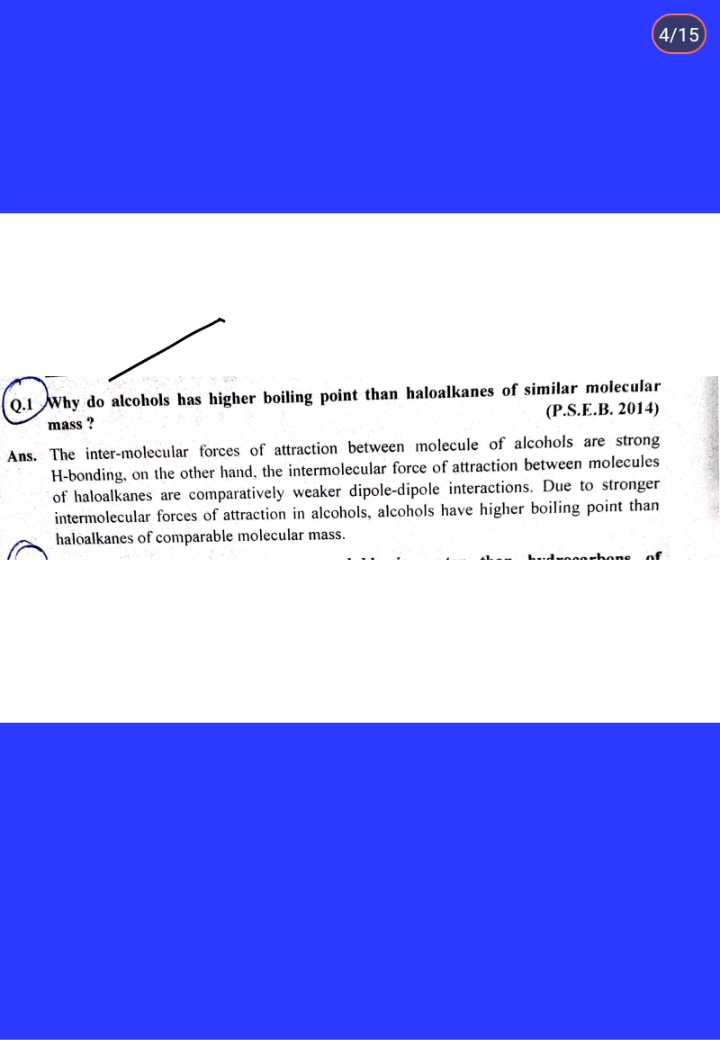 4/15
Q.1 Why do alcohols has higher boiling point than haloalkanes of similar molecular
mass ? (P.S.E.B. 2014)
Ans. The inter-molecular forces of attraction between molecule of alcohols are strong
H-bonding, on the other hand, the intermolecular force of attraction between molecules
of haloalkanes are comparatively weaker dipole-dipole interactions. Due to stronger
intermolecular forces of attraction in alcohols, alcohols have higher boiling point than
haloalkanes of comparable molecular mass.
than hydrocarbons of